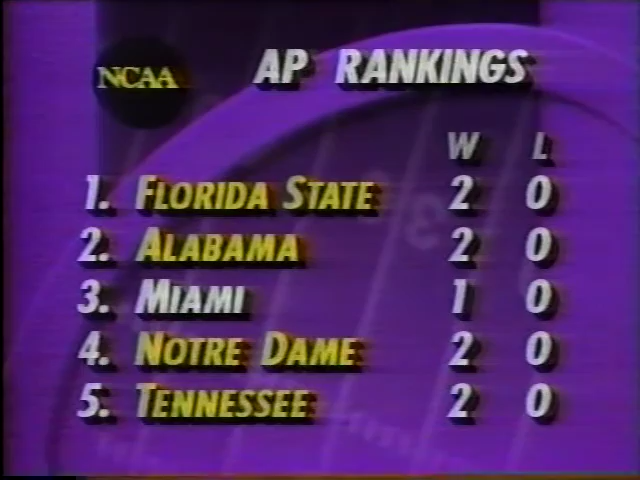 NCAA
AP RANKINGS
W L
1. FLORIDA STATE 2 0
2. ALABAMA 2 0
3. MIAMI 1 0
4. NOTRE DAME 2 0
5. TENNESSEE 2 0